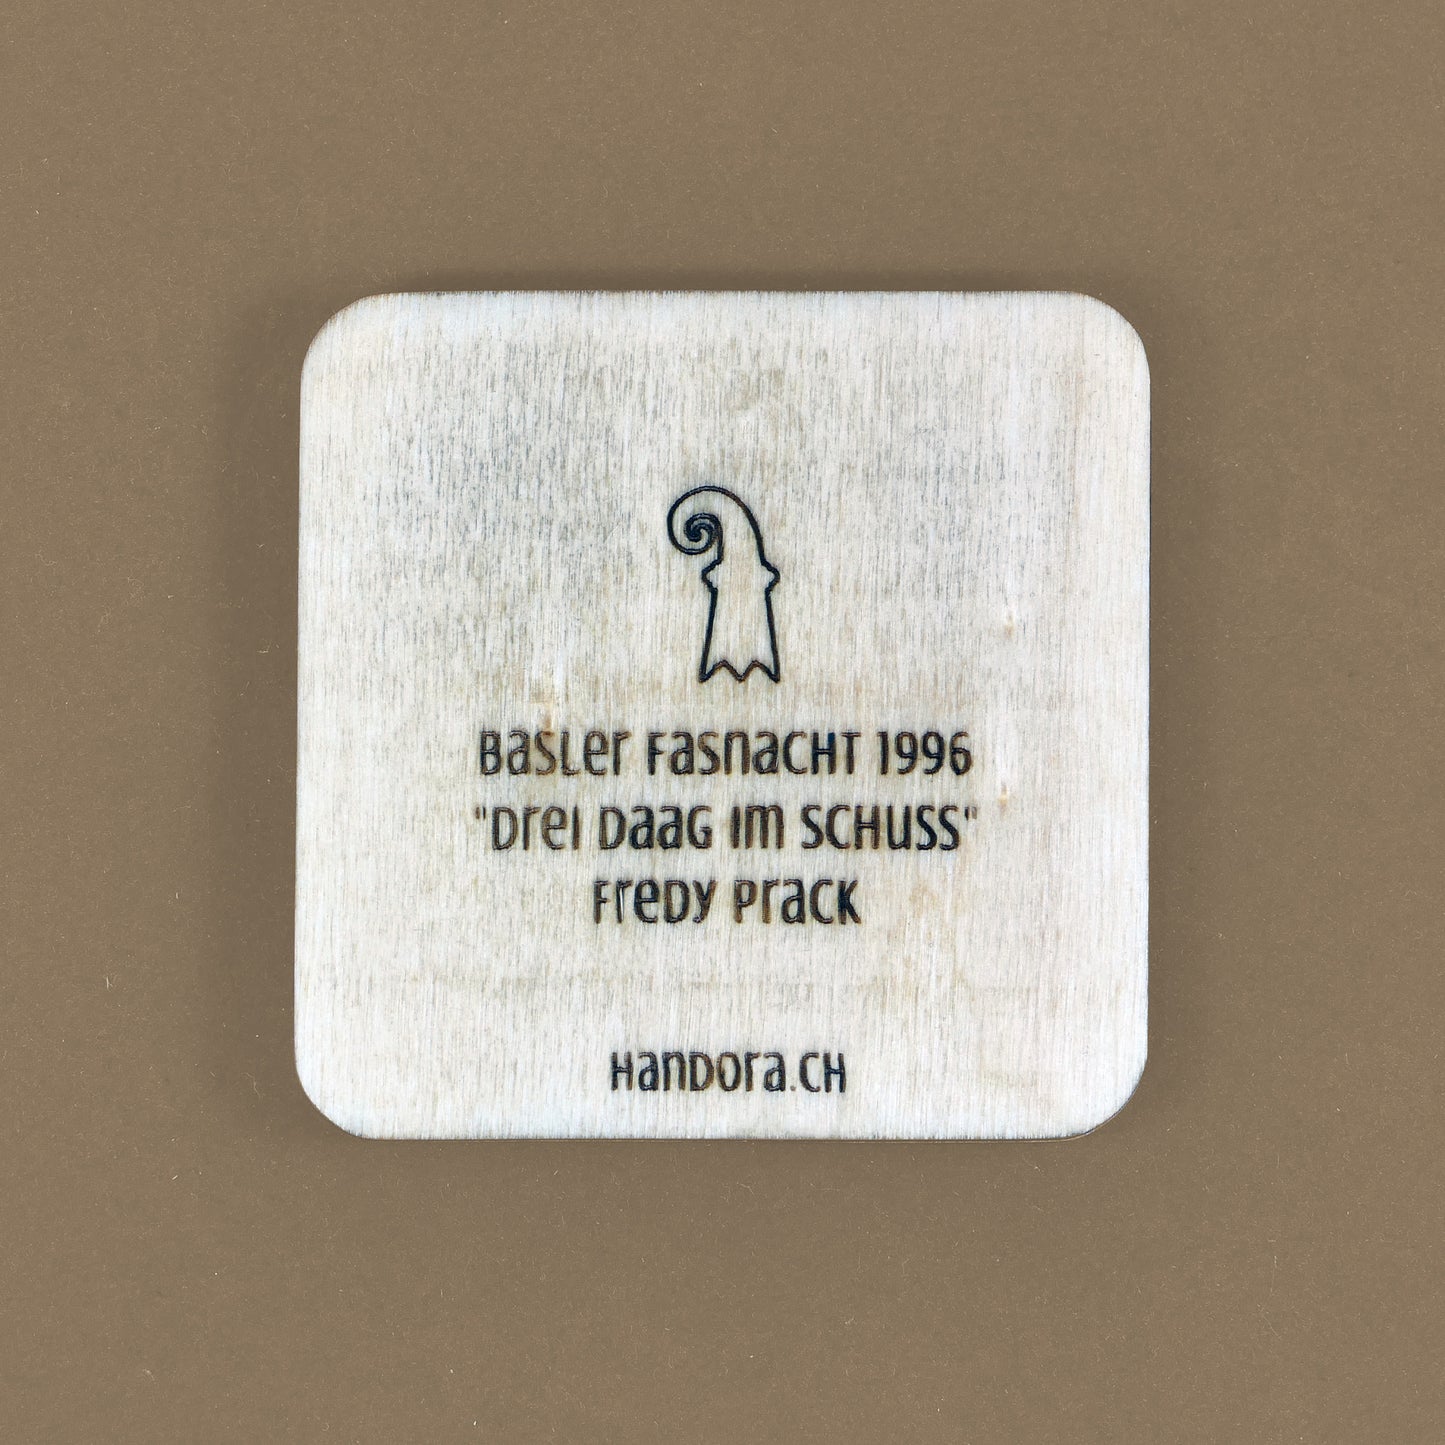 Basler Fasnacht 1996
"Drei Daag im Schuss"
Fredy Prack
Handora.ch